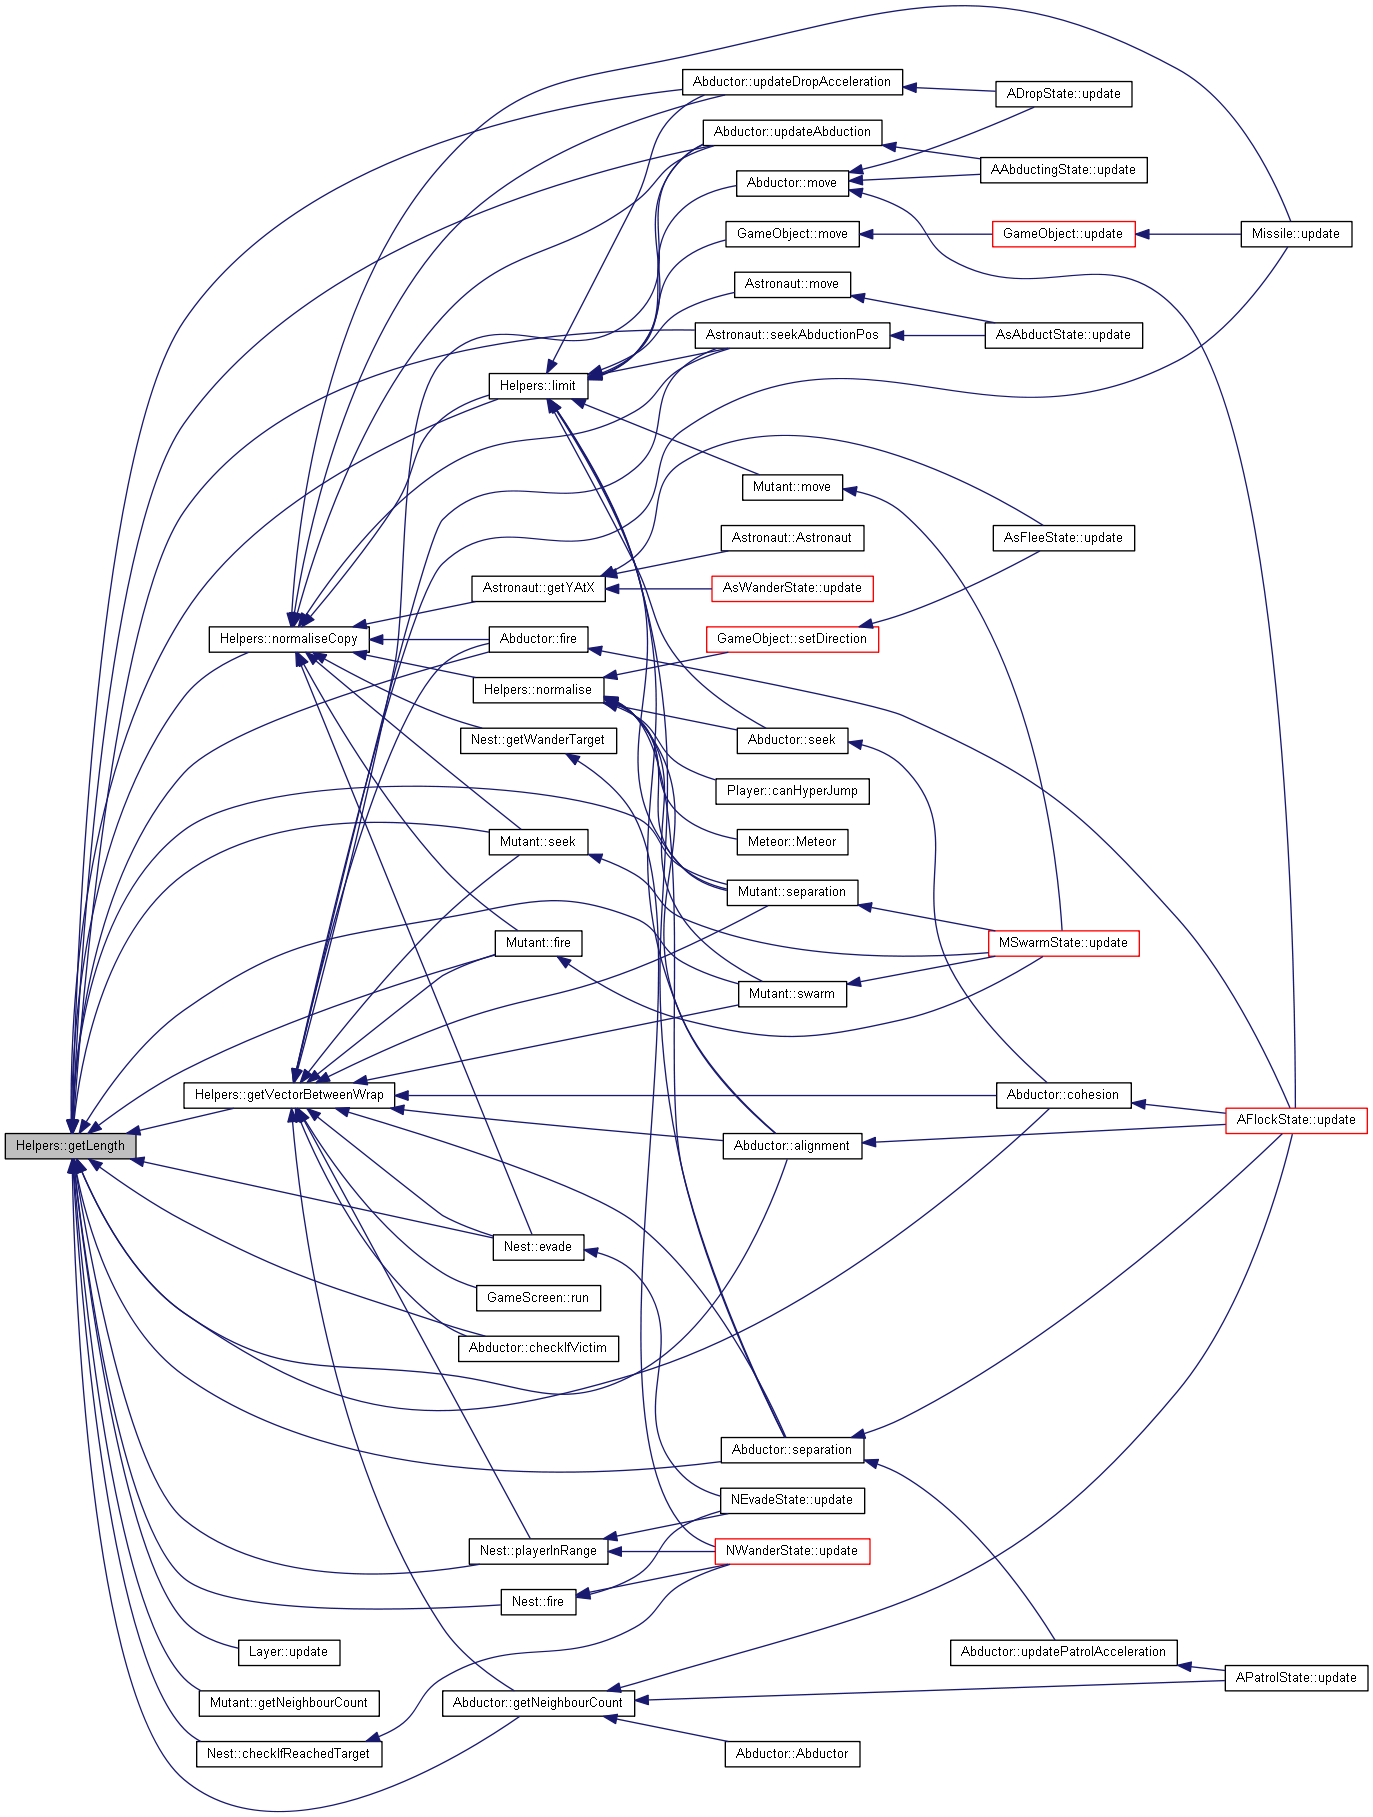 Abductor::updateDropAcceleration
ADropState::update
Abductor::updateAbduction
AAbductingState::update
Abductor::move
GameObject::move
GameObject::update
Missile::update
Astronaut::move
Astronaut::seekAbductionPos
AsAbductState::update
Helpers::limit
Mutant::move
Astronaut::Astronaut
AsFleeState::update
Astronaut::getYAtX
AsWanderState::update
Helpers::normaliseCopy
Abductor::fire
GameObject::setDirection
Helpers::normalise
Nest::getWanderTarget
Abductor::seek
Player::canHyperJump
Mutant::seek
Meteor::Meteor
Mutant::separation
Mutant::fire
MSwarmState::update
Mutant::swarm
Helpers::getVectorBetweenWrap
Abductor::cohesion
AFlockState::update
Helpers::getLength
Abductor::alignment
Nest::evade
GameScreen::run
Abductor::checkIfVictim
Abductor::separation
NEvadeState::update
Nest::playerInRange
NWanderState::update
Nest::fire
Layer::update
Abductor::updatePatrolAcceleration
APatrolState::update
Mutant::getNeighbourCount
Abductor::getNeighbourCount
Nest::checkIfReachedTarget
Abductor::Abductor